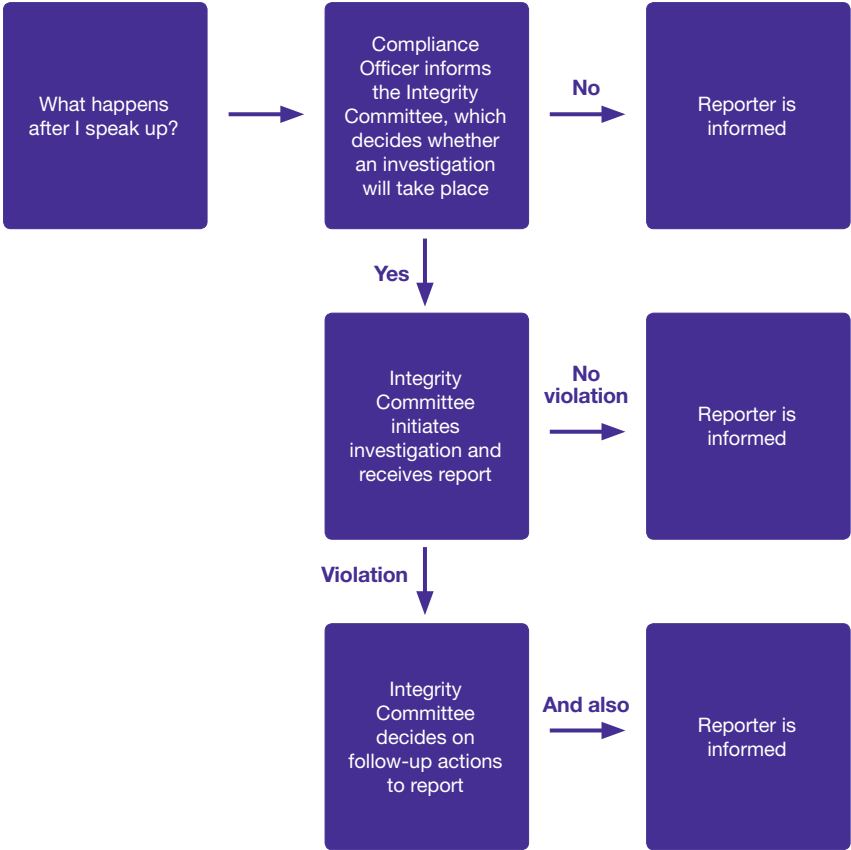 What happens
after I speak up?
Compliance
Officer informs
the Integrity
Committee, which
decides whether
an investigation
will take place
No
Reporter is
informed
Yes
Integrity
Committee
initiates
investigation and
receives report
No
violation
Reporter is
informed
Violation
Integrity
Committee
decides on
follow-up actions
to report
And also
Reporter is
informed